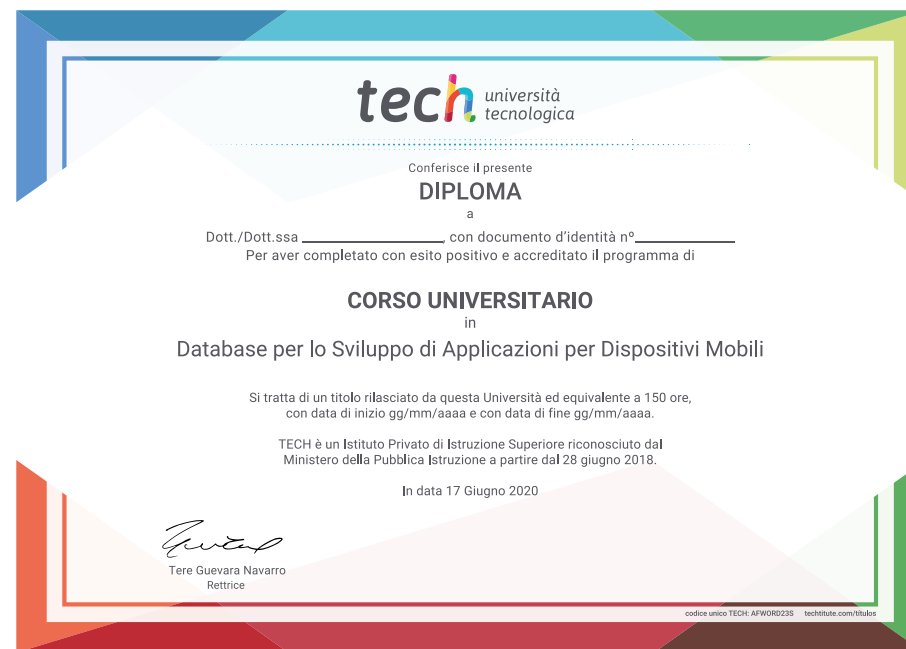 tech università
tecnologica
Conferisce il presente
DIPLOMA
a
Dott./Dott.ssa ____________________, con documento d'identità nº______________
Per aver completato con esito positivo e accreditato il programma di
CORSO UNIVERSITARIO
in
Database per lo Sviluppo di Applicazioni per Dispositivi Mobili
Si tratta di un titolo rilasciato da questa Università ed equivalente a 150 ore,
con data di inizio gg/mm/aaaa e con data di fine gg/mm/aaaa.
TECH è un Istituto Privato di Istruzione Superiore riconosciuto dal
Ministero della Pubblica Istruzione a partire dal 28 giugno 2018.
In data 17 Giugno 2020
Tere Guevara Navarro
Rettrice
codice unico TECH: AFWORD23S techtitute.com/titulos